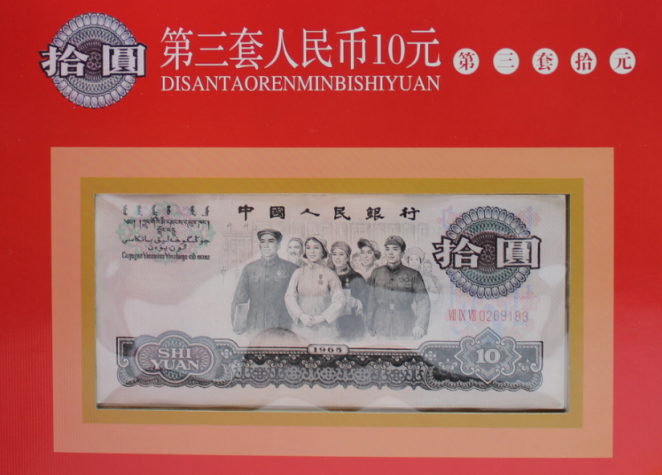 拾圓
第三套人民币10元
DISANTAORENMINBISHIYUAN
第三套拾元
中國人民銀行
拾圓
Ⅶ Ⅸ Ⅶ 0269183
1965
SHI YUAN
10